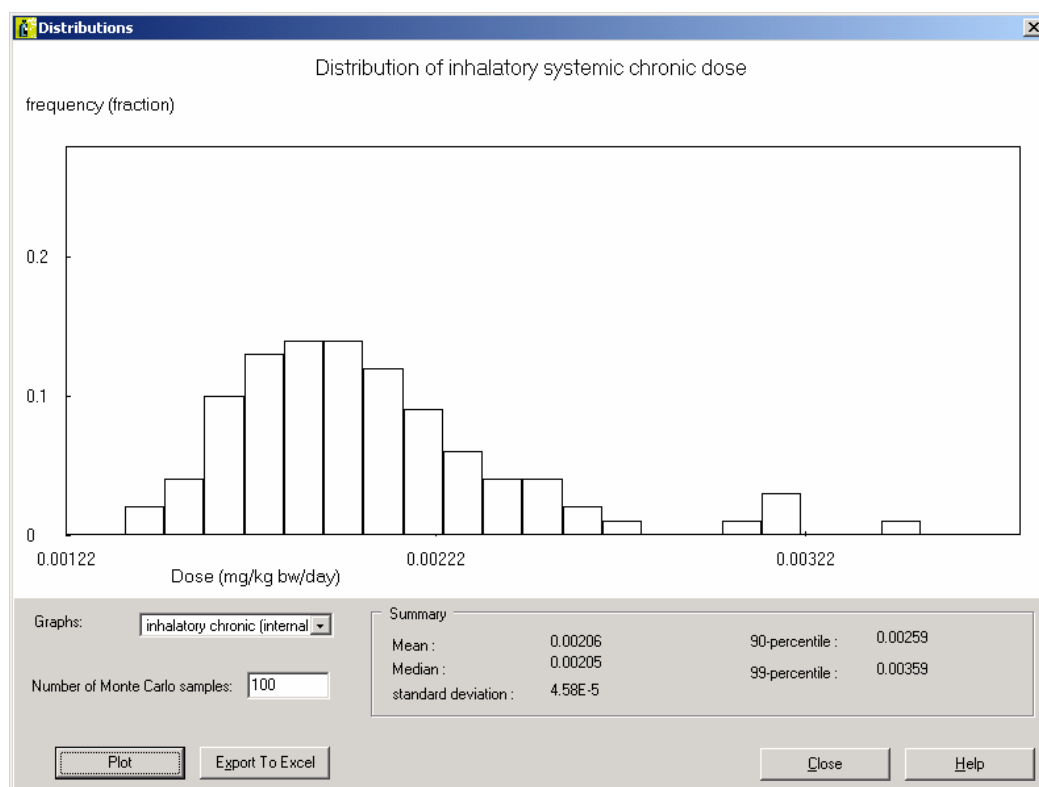 Distributions
Distribution of inhalatory systemic chronic dose
frequency (fraction)
0.2
0.1
0
0.00122 0.00222 0.00322
Dose (mg/kg bw/day)
Graphs: inhalatory chronic (internal
Number of Monte Carlo samples: 100
Summary
Mean : 0.00206 90-percentile : 0.00259
Median : 0.00205 99-percentile : 0.00359
standard deviation : 4.58E-5
Plot Export To Excel Close Help